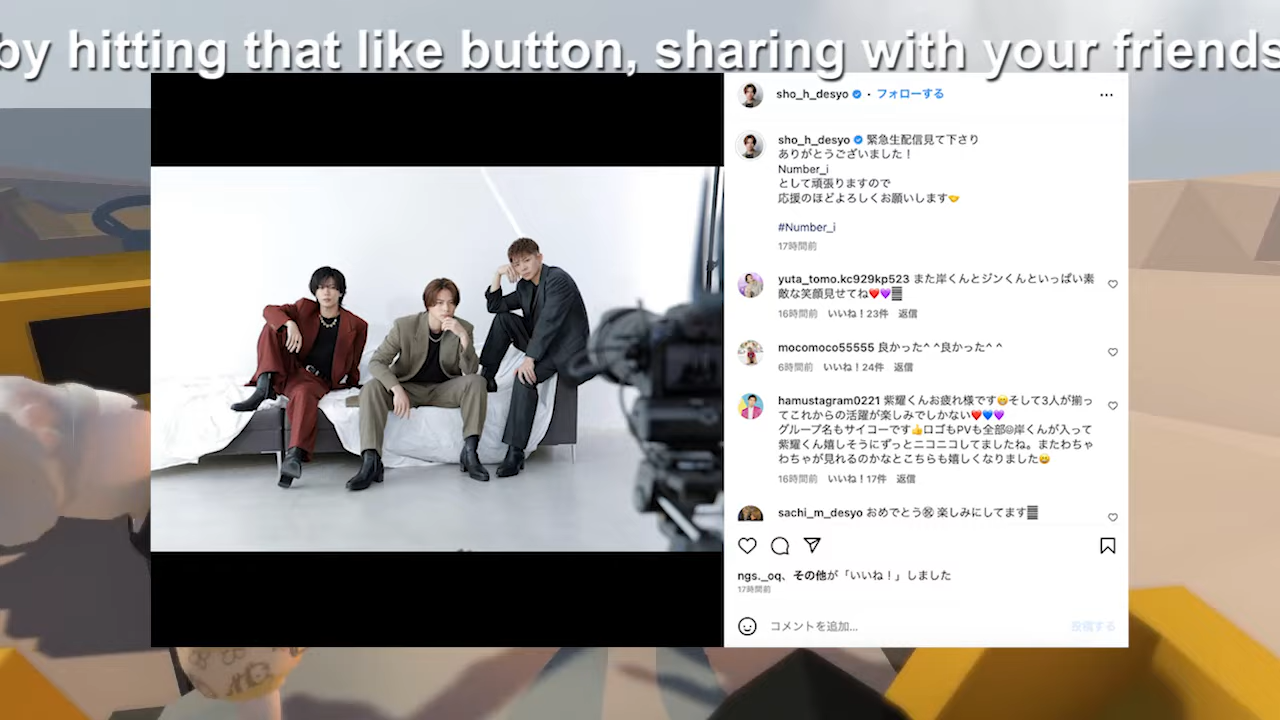 by hitting that like button, sharing with your friends
sho_h_desyo • フォローする
sho_h_desyo 緊急生配信見て下さり
ありがとうございました！
Number_i
として頑張りますので
応援のほどよろしくお願いします🤝
#Number_i
17時間前
yuta_tomo.kc929kp523 また岸くんとジンくんといっぱい素
敵な笑顔見せてね❤️💜
16時間前 いいね！23件 返信
mocomoco55555 良かった^ ^良かった^ ^
6時間前 いいね！24件 返信
hamustagram0221 紫耀くんお疲れ様です😁そして3人が揃っ
てこれからの活躍が楽しみでしかない❤️💙💜
グループ名もサイコーです👍ロゴもPVも全部◎岸くんが入って
紫耀くん嬉しそうにずっとニコニコしてましたね。またわちゃ
わちゃが見れるのかなとこちらも嬉しくなりました😄
16時間前 いいね！17件 返信
sachi_m_desyo おめでとう㊗ 楽しみにしてます
ngs._oq、その他が「いいね！」しました
17時間前
コメントを追加... 投稿する